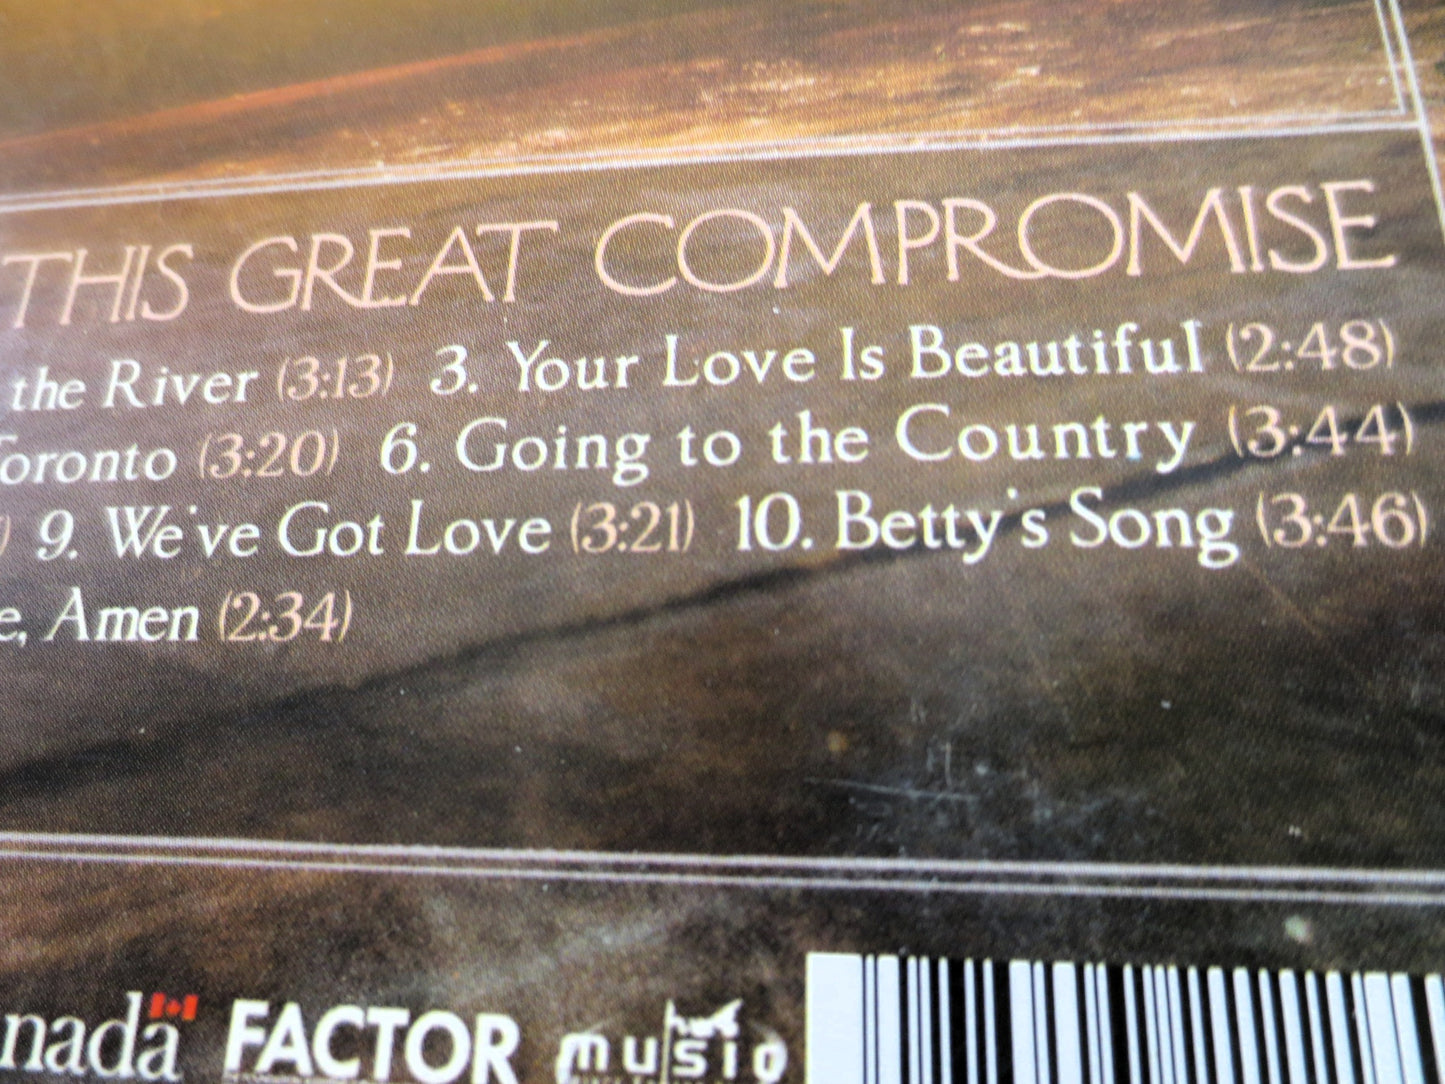 THIS GREAT COMPROMISE
the River (3:13) 3. Your Love Is Beautiful (2:48)
Toronto (3:20) 6. Going to the Country (3:44)
) 9. We've Got Love (3:21) 10. Betty's Song (3:46)
e, Amen (2:34)
nada FACTOR music